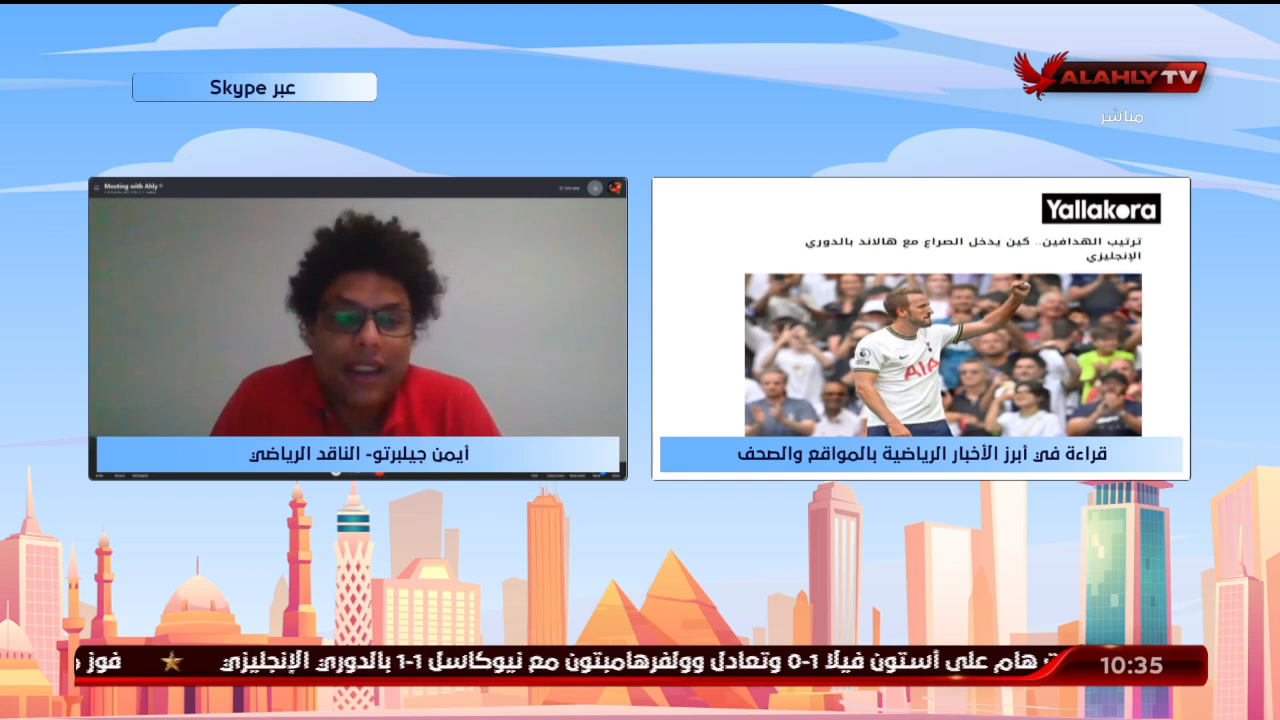 عبر Skype
ALAHLY TV
مباشر
Meeting with Ahly
Yallakora
ترتيب الهدافين.. كين يدخل الصراع مع هالاند بالدوري
الإنجليزي
AIA
أيمن جيلبرتو- الناقد الرياضي
قراءة في أبرز الأخبار الرياضية بالمواقع والصحف
هام على أستون فيلا 1-0 وتعادل وولفرهامبتون مع نيوكاسل 1-1 بالدوري الإنجليزي ★ فوز
10:35